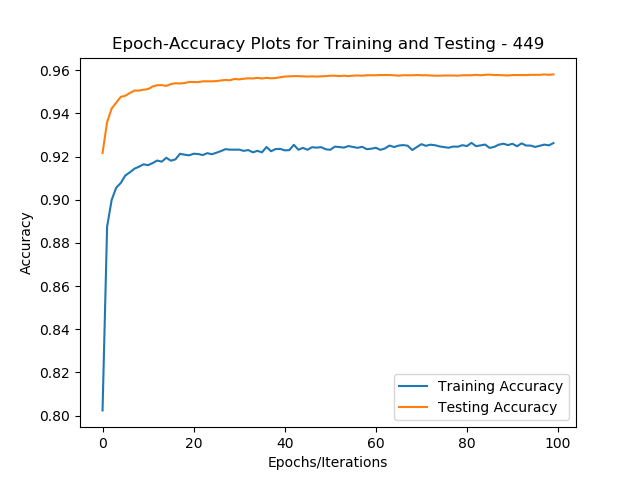 Epoch-Accuracy Plots for Training and Testing - 449
Accuracy
0.96
0.94
0.92
0.90
0.88
0.86
0.84
0.82
0.80
Training Accuracy
Testing Accuracy
0 20 40 60 80 100
Epochs/Iterations